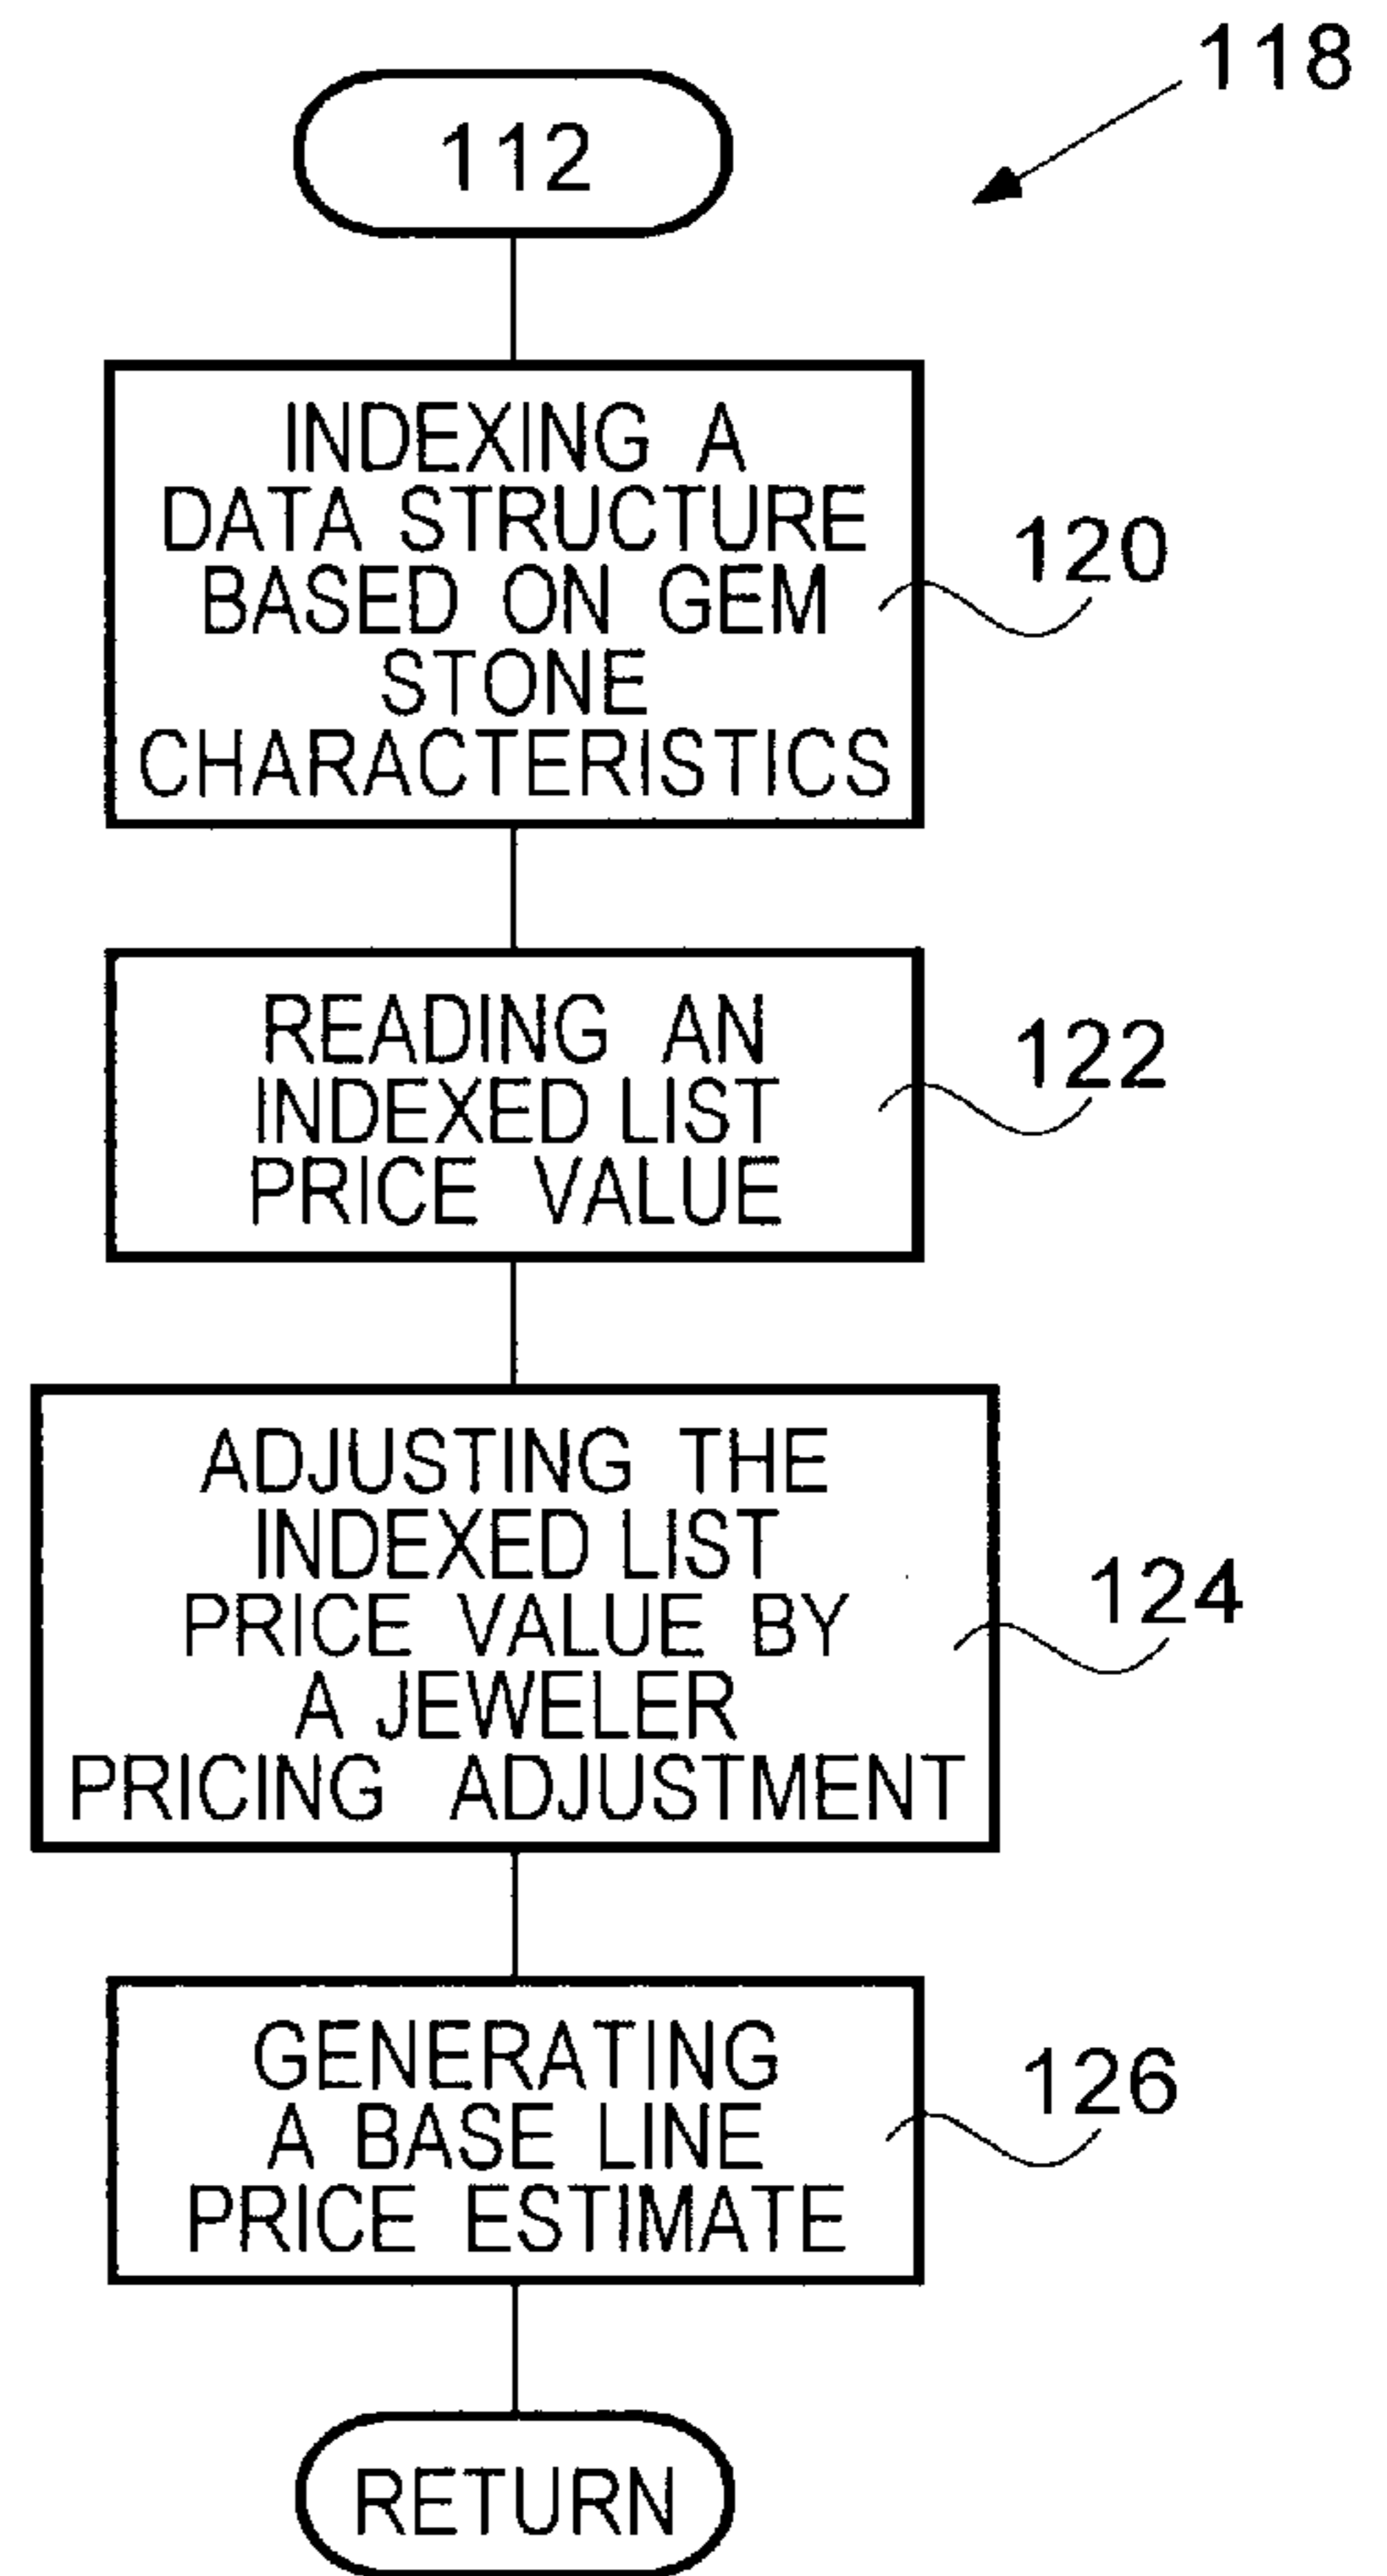 118
112
INDEXING A
DATA STRUCTURE
BASED ON GEM
STONE
CHARACTERISTICS
120
READING AN
INDEXED LIST
PRICE VALUE
122
ADJUSTING THE
INDEXED LIST
PRICE VALUE BY
A JEWELER
PRICING ADJUSTMENT
124
GENERATING
A BASE LINE
PRICE ESTIMATE
126
RETURN